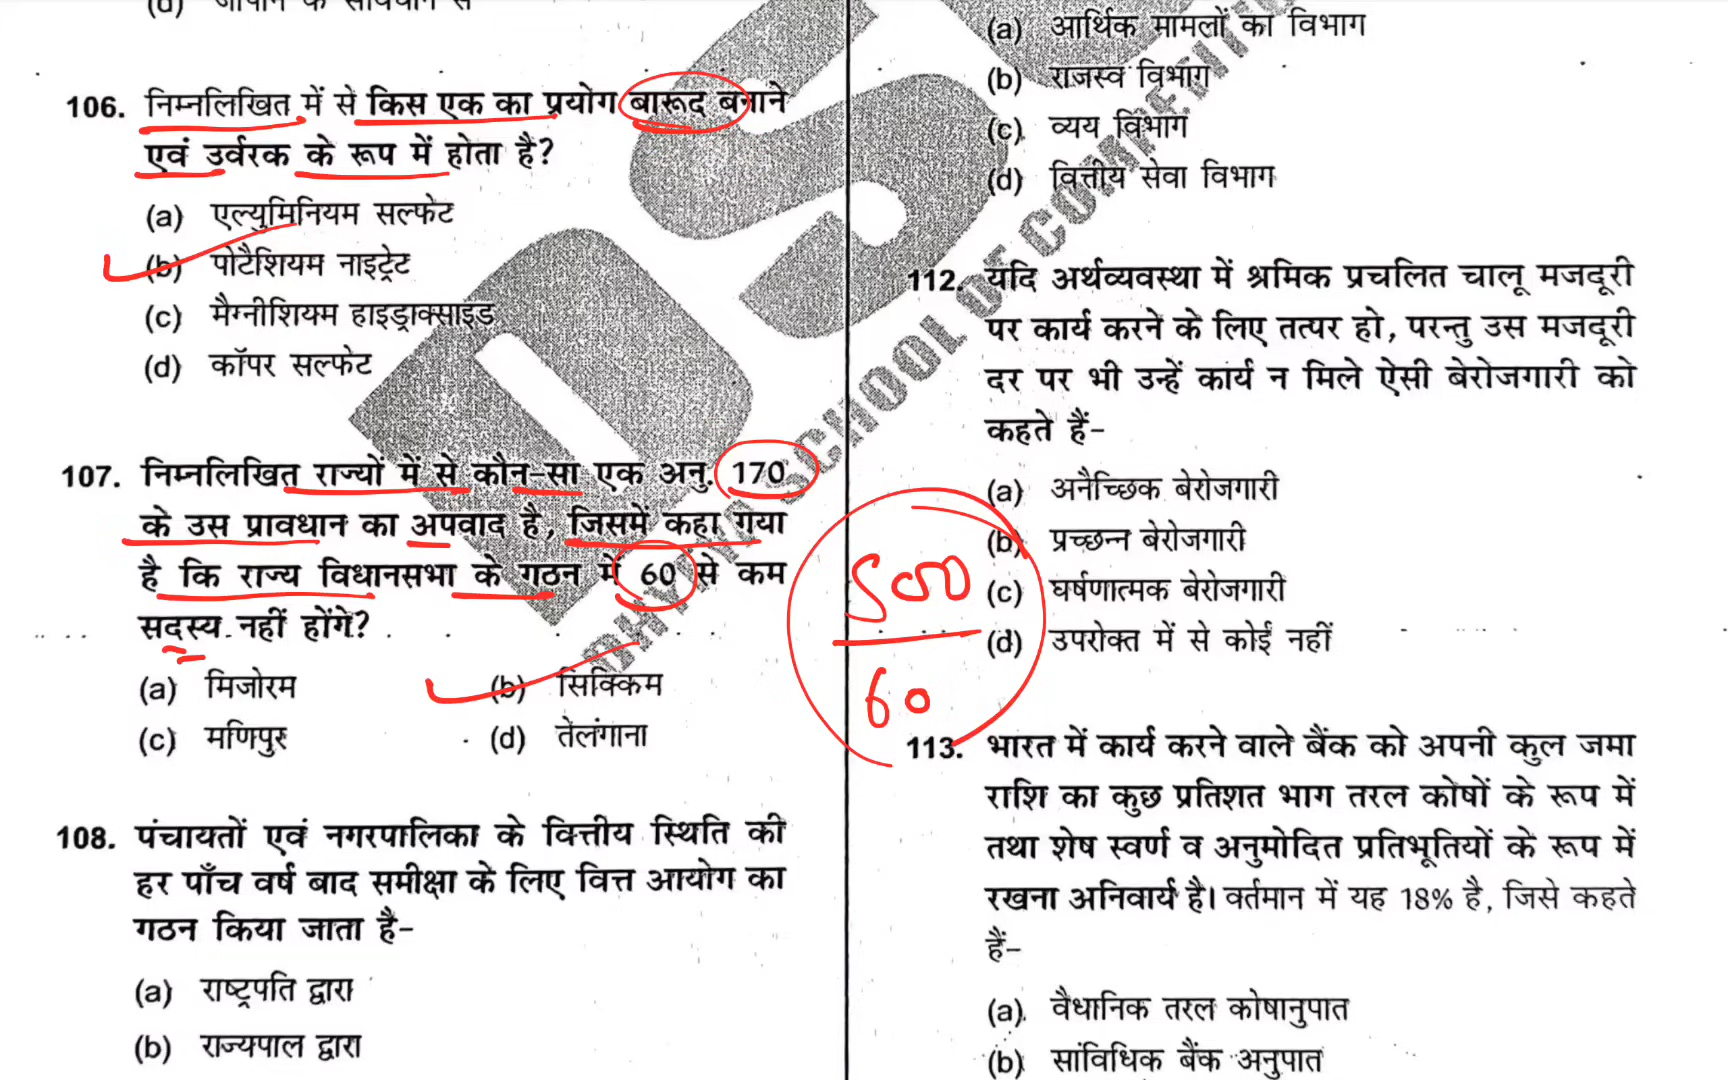 106. निम्नलिखित में से किस एक का प्रयोग बारूद बनाने
एवं उर्वरक के रूप में होता है?
(a) एल्युमिनियम सल्फेट
(b) पोटैशियम नाइट्रेट
(c) मैग्नीशियम हाइड्राक्साइड
(d) कॉपर सल्फेट
107. निम्नलिखित राज्यों में से कौन-सा एक अनु. 170
के उस प्रावधान का अपवाद है, जिसमें कहा गया
है कि राज्य विधानसभा के गठन में 60 से कम
सदस्य नहीं होंगे?
(a) मिजोरम (b) सिक्किम
(c) मणिपुर (d) तेलंगाना
108. पंचायतों एवं नगरपालिका के वित्तीय स्थिति की
हर पाँच वर्ष बाद समीक्षा के लिए वित्त आयोग का
गठन किया जाता है–
(a) राष्ट्रपति द्वारा
(b) राज्यपाल द्वारा
500
60
(a) आर्थिक मामलों का विभाग
(b) राजस्व विभाग
(c) व्यय विभाग
(d) वित्तीय सेवा विभाग
112. यदि अर्थव्यवस्था में श्रमिक प्रचलित चालू मजदूरी
पर कार्य करने के लिए तत्पर हो, परन्तु उस मजदूरी
दर पर भी उन्हें कार्य न मिले ऐसी बेरोजगारी को
कहते हैं–
(a) अनैच्छिक बेरोजगारी
(b) प्रच्छन्न बेरोजगारी
(c) घर्षणात्मक बेरोजगारी
(d) उपरोक्त में से कोई नहीं
113. भारत में कार्य करने वाले बैंक को अपनी कुल जमा
राशि का कुछ प्रतिशत भाग तरल कोषों के रूप में
तथा शेष स्वर्ण व अनुमोदित प्रतिभूतियों के रूप में
रखना अनिवार्य है। वर्तमान में यह 18% है, जिसे कहते
हैं–
(a) वैधानिक तरल कोषानुपात
(b) सांविधिक बैंक अनुपात
SCHOOL OF